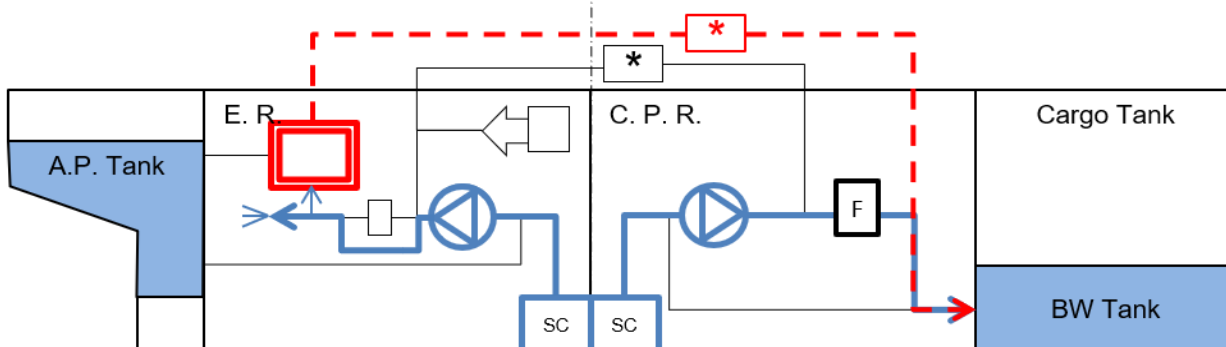 *
*
E. R.
C. P. R.
Cargo Tank
A.P. Tank
F
BW Tank
SC
SC